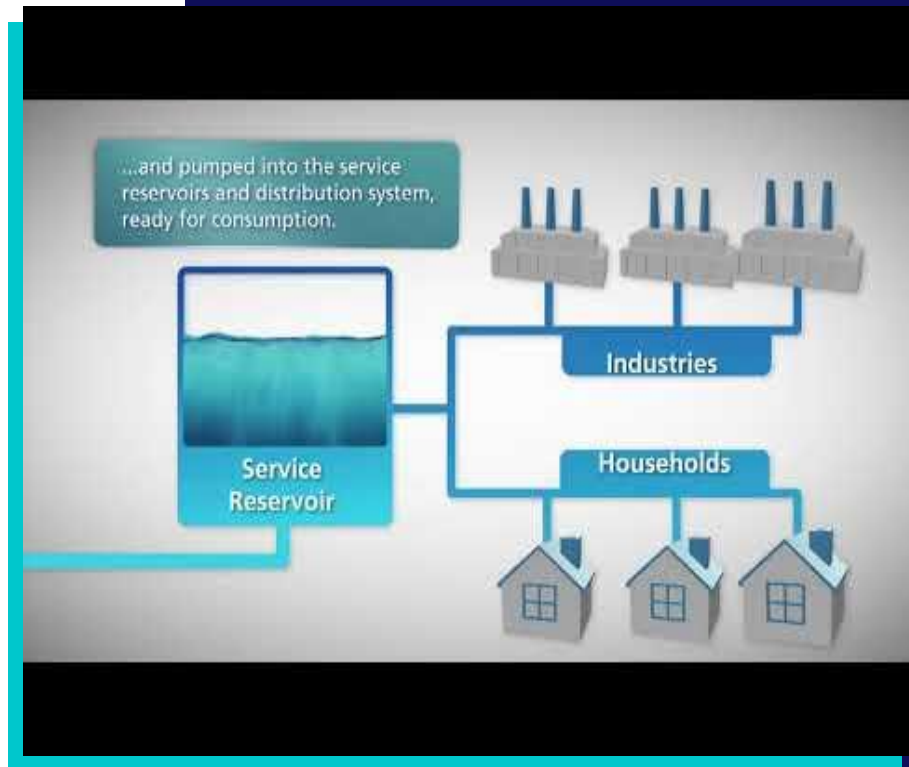 ...and pumped into the service
reservoirs and distribution system,
ready for consumption.
Industries
Service
Reservoir
Households